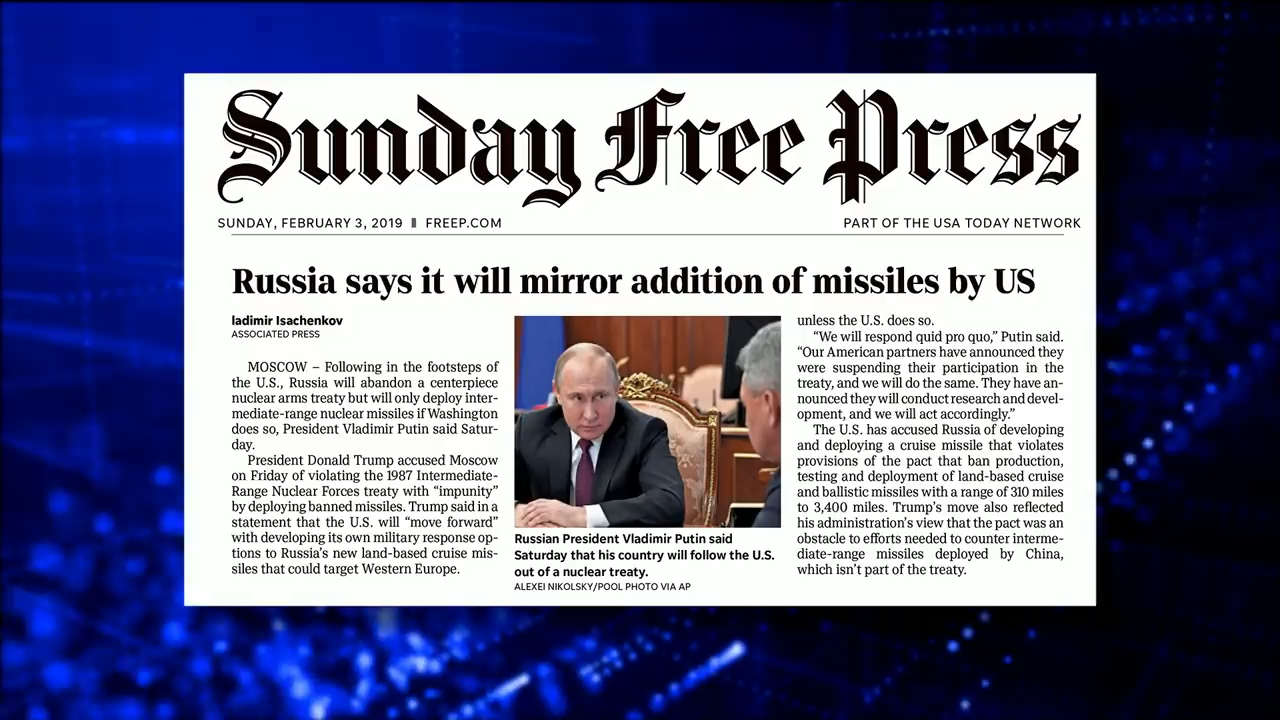 Sunday Free Press
SUNDAY, FEBRUARY 3, 2019 FREEP.COM
PART OF THE USA TODAY NETWORK
Russia says it will mirror addition of missiles by US
ladimir Isachenkov
ASSOCIATED PRESS
MOSCOW – Following in the footsteps of
the U.S., Russia will abandon a centerpiece
nuclear arms treaty but will only deploy inter-
mediate-range nuclear missiles if Washington
does so, President Vladimir Putin said Satur-
day.
President Donald Trump accused Moscow
on Friday of violating the 1987 Intermediate-
Range Nuclear Forces treaty with “impunity”
by deploying banned missiles. Trump said in a
statement that the U.S. will “move forward”
with developing its own military response op-
tions to Russia’s new land-based cruise mis-
siles that could target Western Europe.
Russian President Vladimir Putin said
Saturday that his country will follow the U.S.
out of a nuclear treaty.
ALEXEI NIKOLSKY/POOL PHOTO VIA AP
unless the U.S. does so.
“We will respond quid pro quo,” Putin said.
“Our American partners have announced they
were suspending their participation in the
treaty, and we will do the same. They have an-
nounced they will conduct research and devel-
opment, and we will act accordingly.”
The U.S. has accused Russia of developing
and deploying a cruise missile that violates
provisions of the pact that ban production,
testing and deployment of land-based cruise
and ballistic missiles with a range of 310 miles
to 3,400 miles. Trump’s move also reflected
his administration’s view that the pact was an
obstacle to efforts needed to counter interme-
diate-range missiles deployed by China,
which isn’t part of the treaty.